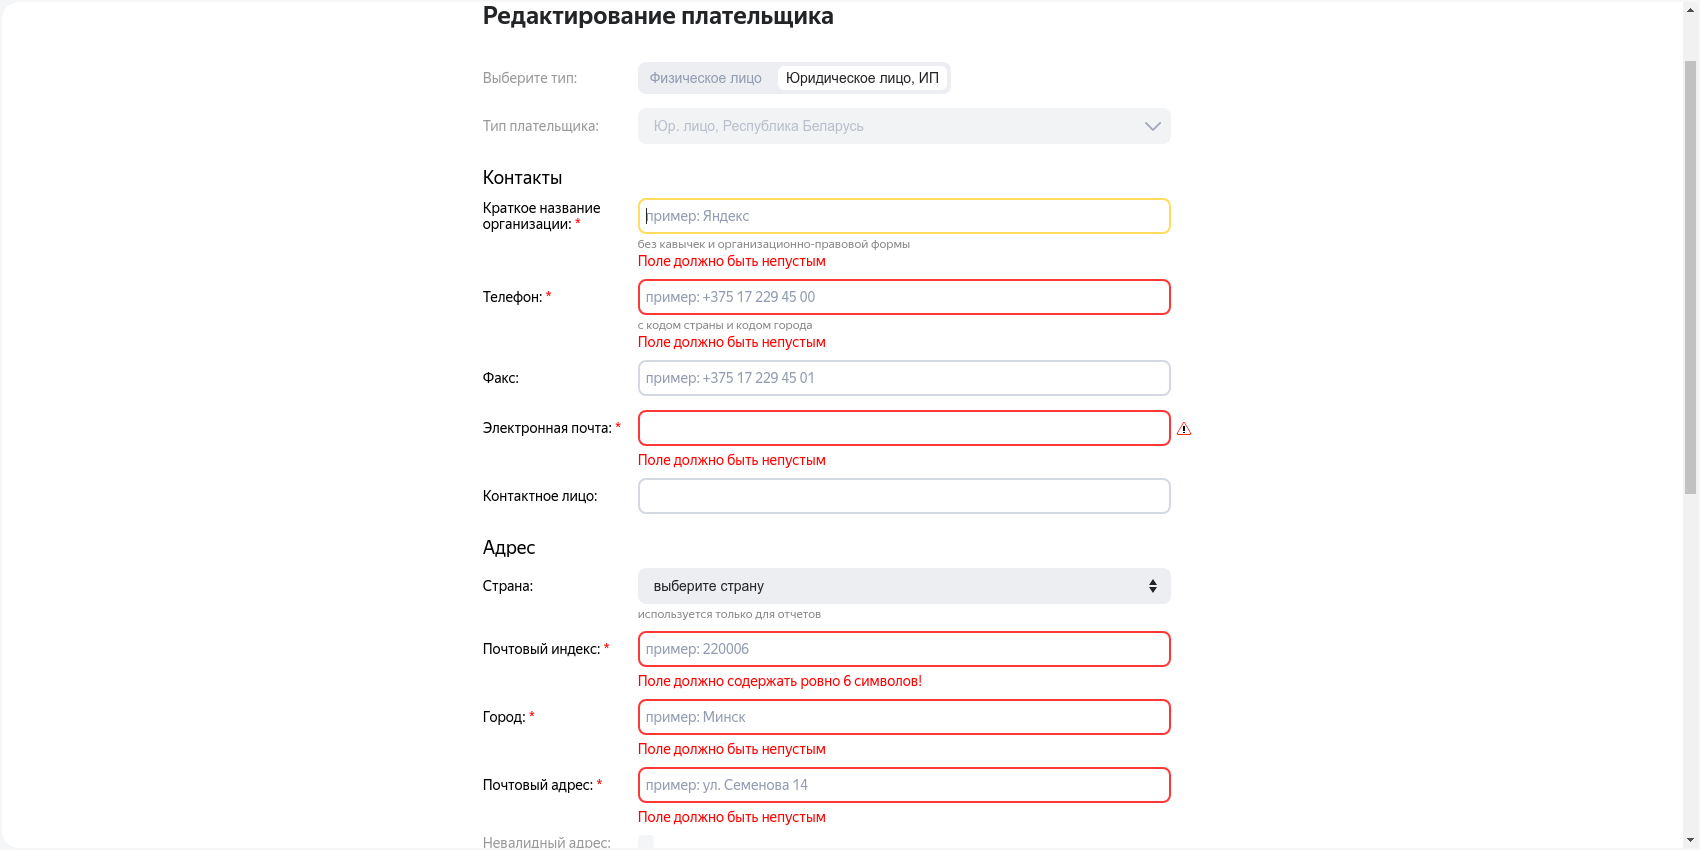 Редактирование плательщика
Выберите тип: Физическое лицо Юридическое лицо, ИП
Тип плательщика: Юр. лицо, Республика Беларусь
Контакты
Краткое название
организации: * пример: Яндекс
без кавычек и организационно-правовой формы
Поле должно быть непустым
Телефон: * пример: +375 17 229 45 00
с кодом страны и кодом города
Поле должно быть непустым
Факс: пример: +375 17 229 45 01
Электронная почта: *
Поле должно быть непустым
Контактное лицо:
Адрес
Страна: выберите страну
используется только для отчетов
Почтовый индекс: * пример: 220006
Поле должно содержать ровно 6 символов!
Город: * пример: Минск
Поле должно быть непустым
Почтовый адрес: * пример: ул. Семенова 14
Поле должно быть непустым
Невалидный адрес: